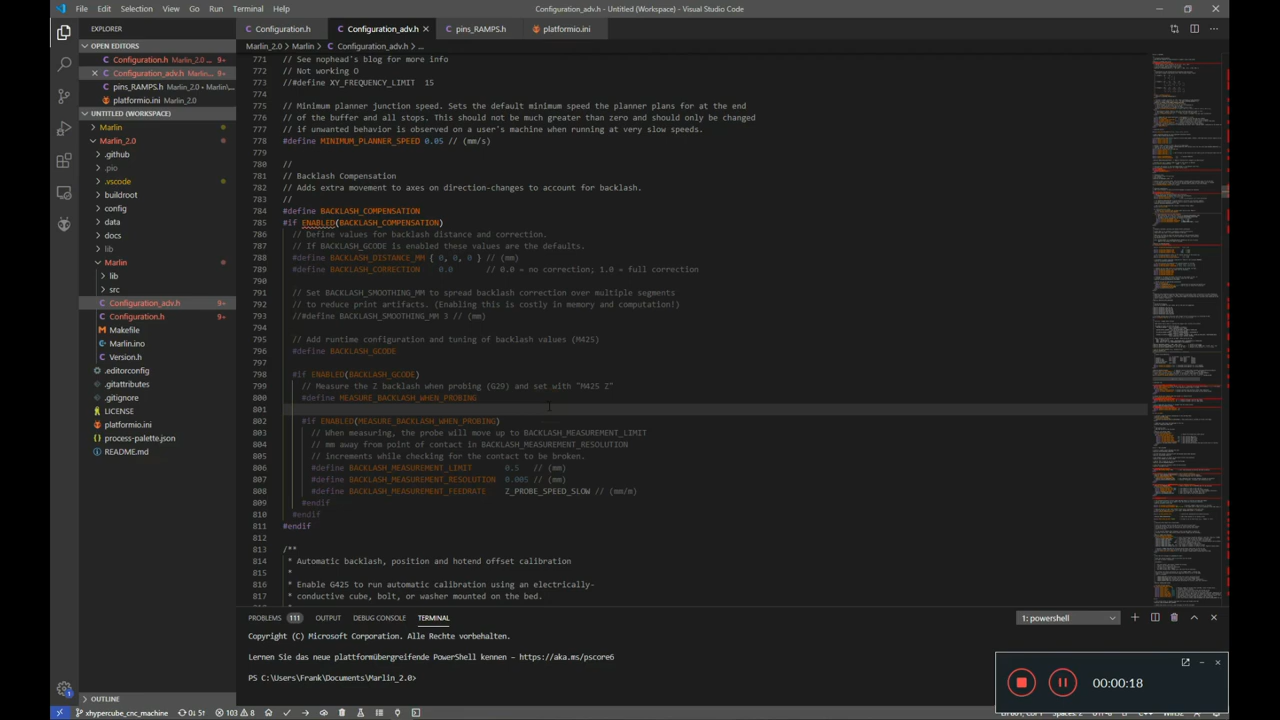 File Edit Selection View Go Run Terminal Help
Configuration_adv.h - Untitled (Workspace) - Visual Studio Code
EXPLORER
OPEN EDITORS
Configuration.h Marlin_2.0 • ... 9+
Configuration_adv.h Marlin... 9+
pins_RAMPS.h Marlin_2.0 • Marlin\...
platformio.ini Marlin_2.0
UNTITLED (WORKSPACE)
Marlin
Marlin_2.0
.github
.pio
.vscode
buildroot
config
data
docs
lib
Marlin
lib
src
Configuration_adv.h 9+
Configuration.h 9+
Makefile
Marlin.ino
Version.h
.editorconfig
.gitattributes
.gitignore
LICENSE
platformio.ini
process-palette.json
README.md
OUTLINE
Configuration.h Configuration_adv.h pins_RAMPS.h platformio.ini
Marlin_2.0 > Marlin > Configuration_adv.h > ...
771 // See nophead's blog for more info
772 // Not working O
773 //#define XY_FREQUENCY_LIMIT 15
774
775 // Minimum planner junction speed. Sets the default minimum speed the planner plans for at the end
776 // of the buffer and all stops. This should not be much greater than zero and should only be changed
777 // if unwanted behavior is observed on a user's machine when running at very slow speeds.
778 #define MINIMUM_PLANNER_SPEED 0.05 // (mm/s)
779
780 //
781 // Backlash Compensation
782 // Adds extra movement to axes on direction-changes to account for backlash.
783 //
784 #define BACKLASH_COMPENSATION
785 #if ENABLED(BACKLASH_COMPENSATION)
786 // Define values for backlash distance and correction.
787 // If BACKLASH_GCODE is enabled these values are the defaults.
788 #define BACKLASH_DISTANCE_MM { 0, 0, 0 } // (mm)
789 #define BACKLASH_CORRECTION 0.0 // 0.0 = no correction; 1.0 = full correction
790
791 // Set BACKLASH_SMOOTHING_MM to spread backlash correction over multiple segments
792 // to reduce print artifacts. (Enabling this is costly in memory and computation!)
793 //#define BACKLASH_SMOOTHING_MM 3 // (mm)
794
795 // Add runtime configuration and tuning of backlash values (M425)
796 #define BACKLASH_GCODE
797
798 #if ENABLED(BACKLASH_GCODE)
799 // Measure the Z backlash when probing (G29) and set with "M425 Z"
800 #define MEASURE_BACKLASH_WHEN_PROBING
801
802 #if ENABLED(MEASURE_BACKLASH_WHEN_PROBING)
803 // When measuring, the probe will move up to BACKLASH_MEASUREMENT_LIMIT
804 // mm away from point of contact in BACKLASH_MEASUREMENT_RESOLUTION
805 // increments while checking for the contact to be broken.
806 #define BACKLASH_MEASUREMENT_LIMIT 0.5 // (mm)
807 #define BACKLASH_MEASUREMENT_RESOLUTION 0.005 // (mm)
808 #define BACKLASH_MEASUREMENT_FEEDRATE PROBE_SPEED_SLOW // (mm/m)
809 #endif
810 #endif
811 #endif
812
813 /**
814 * Automatic backlash, position and hotend offset calibration
815 *
816 * Enable G425 to run automatic calibration using an electrically-
817 * conductive cube, bolt, or washer mounted on the bed.
PROBLEMS 111 OUTPUT DEBUG CONSOLE TERMINAL
1: powershell
Copyright (C) Microsoft Corporation. Alle Rechte vorbehalten.
Lernen Sie das neue plattformübergreifende PowerShell kennen – https://aka.ms/pscore6
PS C:\Users\Frank\Documents\Marlin_2.0>
00:00:18
xhypercube_cnc_machine 0↓ 5↑ 103 8